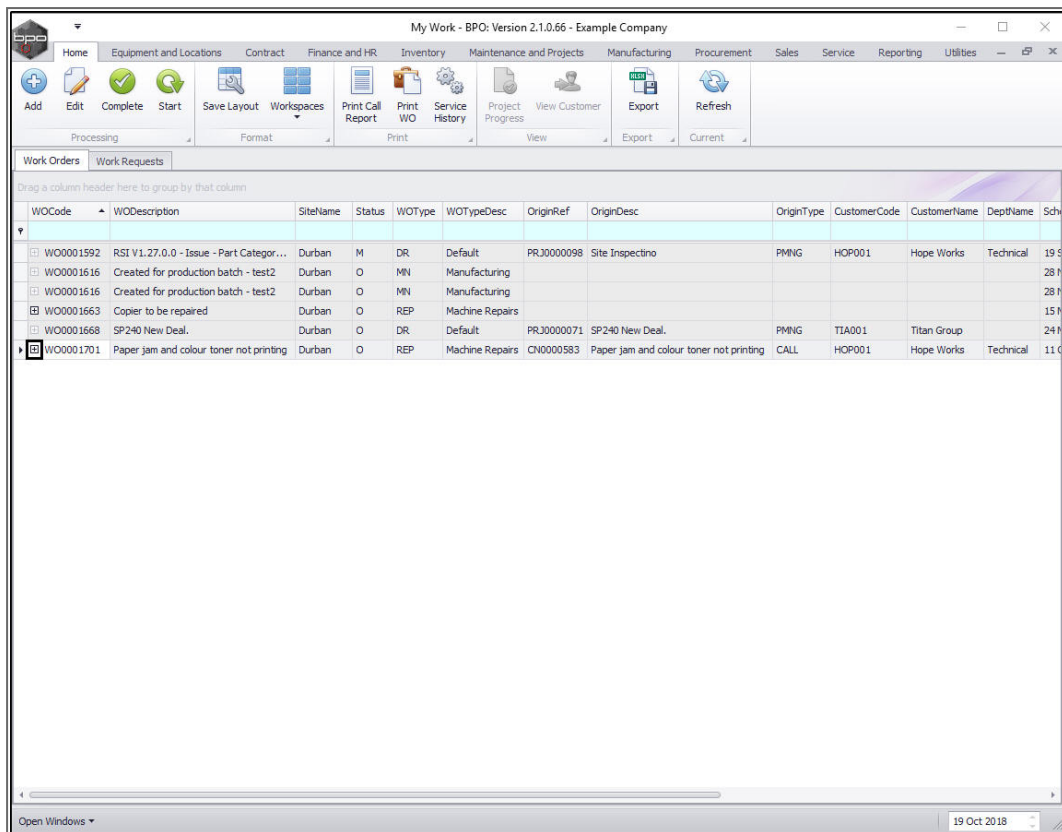 bpo
My Work - BPO: Version 2.1.0.66 - Example Company
Home Equipment and Locations Contract Finance and HR Inventory Maintenance and Projects Manufacturing Procurement Sales Service Reporting Utilities
Add Edit Complete Start Save Layout Workspaces Print Call Report Print WO Service History Project Progress View Customer Export Refresh
Processing Format Print View Export Current
Work Orders Work Requests
Drag a column header here to group by that column
WOCode WODescription SiteName Status WOType WOTypeDesc OriginRef OriginDesc OriginType CustomerCode CustomerName DeptName Sche
WO0001592 RSI V1.27.0.0 - Issue - Part Categor... Durban M DR Default PRJ0000098 Site Inspectino PMNG HOP001 Hope Works Technical 19 S
WO0001616 Created for production batch - test2 Durban O MN Manufacturing 28 N
WO0001616 Created for production batch - test2 Durban O MN Manufacturing 28 N
WO0001663 Copier to be repaired Durban O REP Machine Repairs 15 N
WO0001668 SP240 New Deal. Durban O DR Default PRJ0000071 SP240 New Deal. PMNG TIA001 Titan Group 24 N
WO0001701 Paper jam and colour toner not printing Durban O REP Machine Repairs CN0000583 Paper jam and colour toner not printing CALL HOP001 Hope Works Technical 11 O
Open Windows 19 Oct 2018